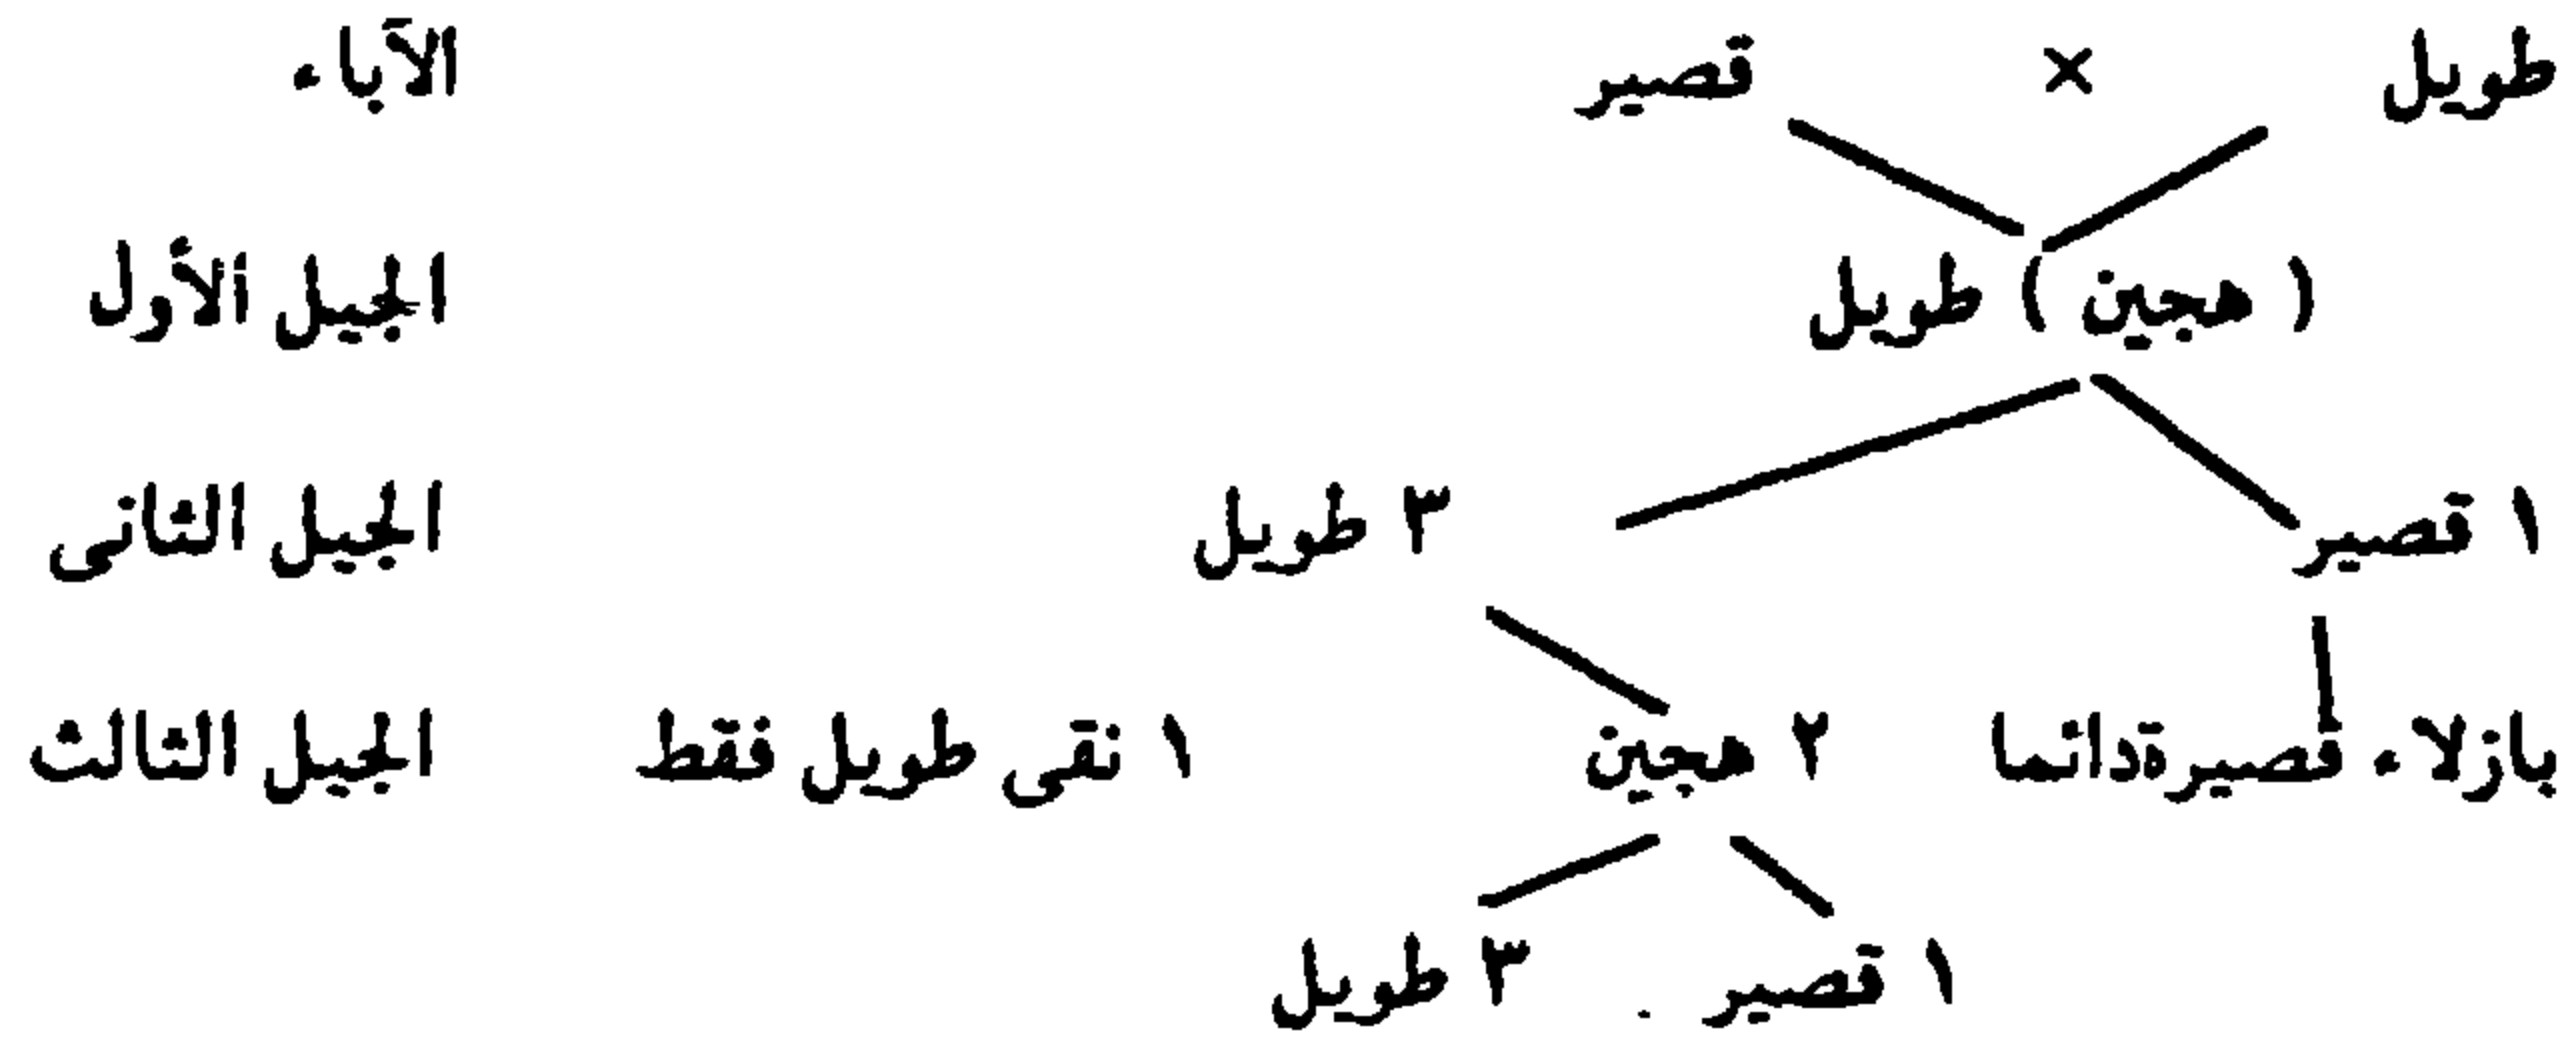 طويل × قصير الآباء
( هجين ) طويل الجيل الأول
١ قصير ٣ طويل الجيل الثانى
بازلاء قصيرة دائما ٢ هجين ١ نقى طويل فقط الجيل الثالث
١ قصير ٣ طويل